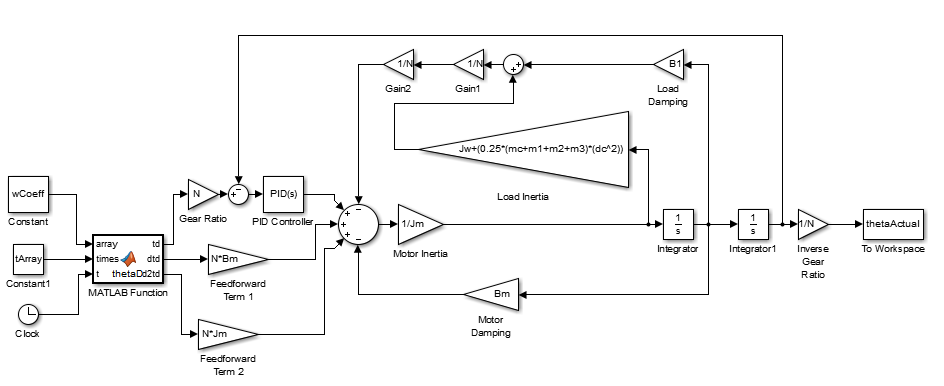 1/N
Gain2
1/N
Gain1
+
+
B1
Load
Damping
Jw+(0.25*(mc+m1+m2+m3)*(dc^2))
Load Inertia
wCoeff
Constant
tArray
Constant1
Clock
array
times
t
td
dtd
thetaDd2td
MATLAB Function
N
Gear Ratio
+
−
PID(s)
PID Controller
N*Bm
Feedforward
Term 1
N*Jm
Feedforward
Term 2
−
+
+
+
−
1/Jm
Motor Inertia
1
s
Integrator
1
s
Integrator1
1/N
Inverse
Gear
Ratio
thetaActual
To Workspace
Bm
Motor
Damping